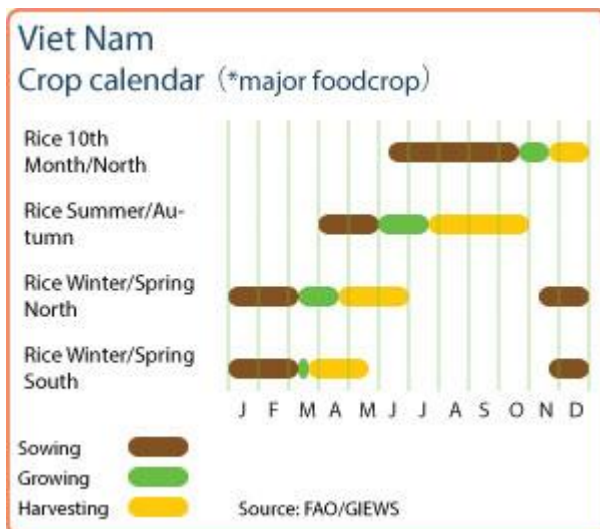 Viet Nam
Crop calendar (*major foodcrop)
Rice 10th
Month/North
Rice Summer/Au-
tumn
Rice Winter/Spring
North
Rice Winter/Spring
South
J F M A M J J A S O N D
Sowing
Growing
Harvesting
Source: FAO/GIEWS